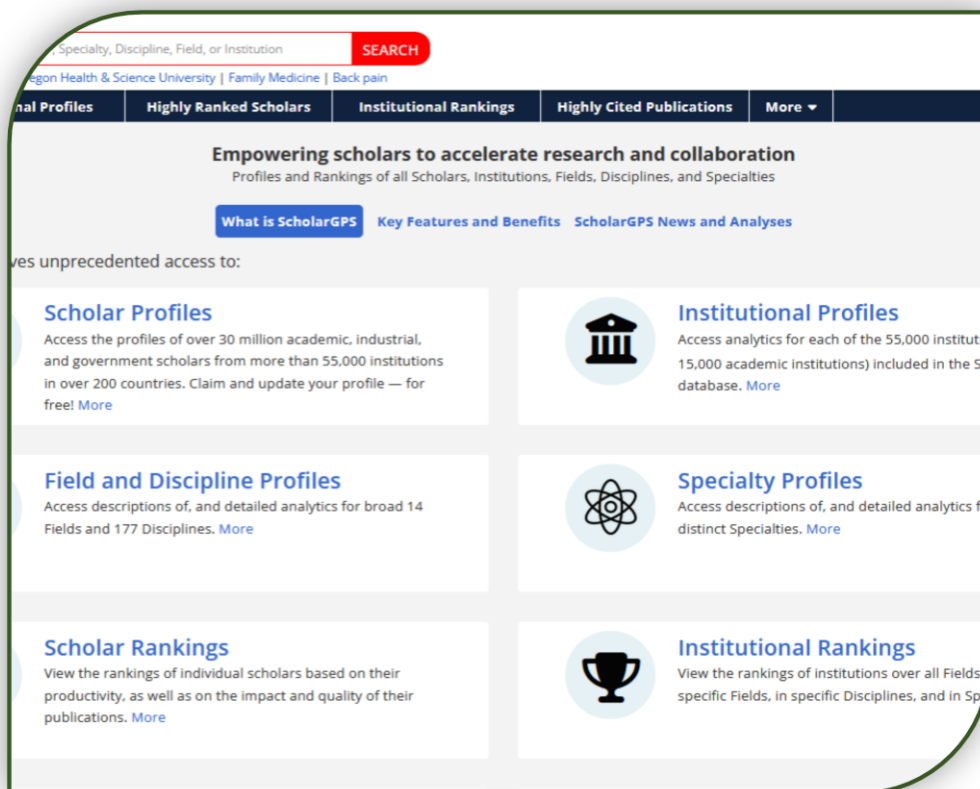 , Specialty, Discipline, Field, or Institution
SEARCH
egon Health & Science University | Family Medicine | Back pain
nal Profiles
Highly Ranked Scholars
Institutional Rankings
Highly Cited Publications
More
Empowering scholars to accelerate research and collaboration
Profiles and Rankings of all Scholars, Institutions, Fields, Disciplines, and Specialties
What is ScholarGPS
Key Features and Benefits
ScholarGPS News and Analyses
ves unprecedented access to:
Scholar Profiles
Access the profiles of over 30 million academic, industrial,
and government scholars from more than 55,000 institutions
in over 200 countries. Claim and update your profile — for
free! More
Institutional Profiles
Access analytics for each of the 55,000 institut
15,000 academic institutions) included in the S
database. More
Field and Discipline Profiles
Access descriptions of, and detailed analytics for broad 14
Fields and 177 Disciplines. More
Specialty Profiles
Access descriptions of, and detailed analytics f
distinct Specialties. More
Scholar Rankings
View the rankings of individual scholars based on their
productivity, as well as on the impact and quality of their
publications. More
Institutional Rankings
View the rankings of institutions over all Fields
specific Fields, in specific Disciplines, and in Sp